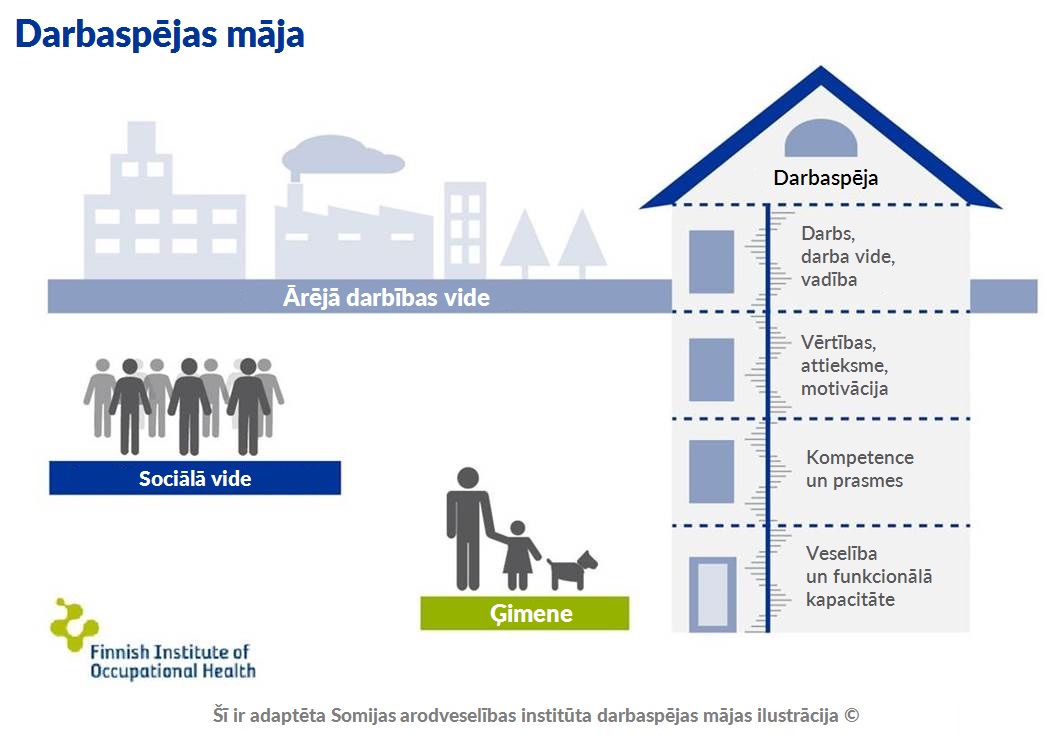 Darbaspējas māja
Darbaspēja
Darbs,
darba vide,
vadība
Ārējā darbības vide
Vērtības,
attieksme,
motivācija
Sociālā vide
Kompetence
un prasmes
Veselība
un funkcionālā
kapacitāte
Ģimene
Finnish Institute of
Occupational Health
Šī ir adaptēta Somijas arodveselības institūta darbaspējas mājas ilustrācija ©